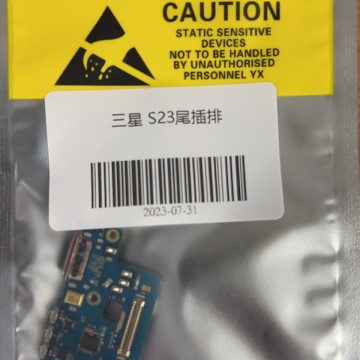 CAUTION
STATIC SENSITIVE
DEVICES
NOT TO BE HANDLED
BY UNAUTHORISED
PERSONNEL YX
三星 S23尾插排
2023-07-31